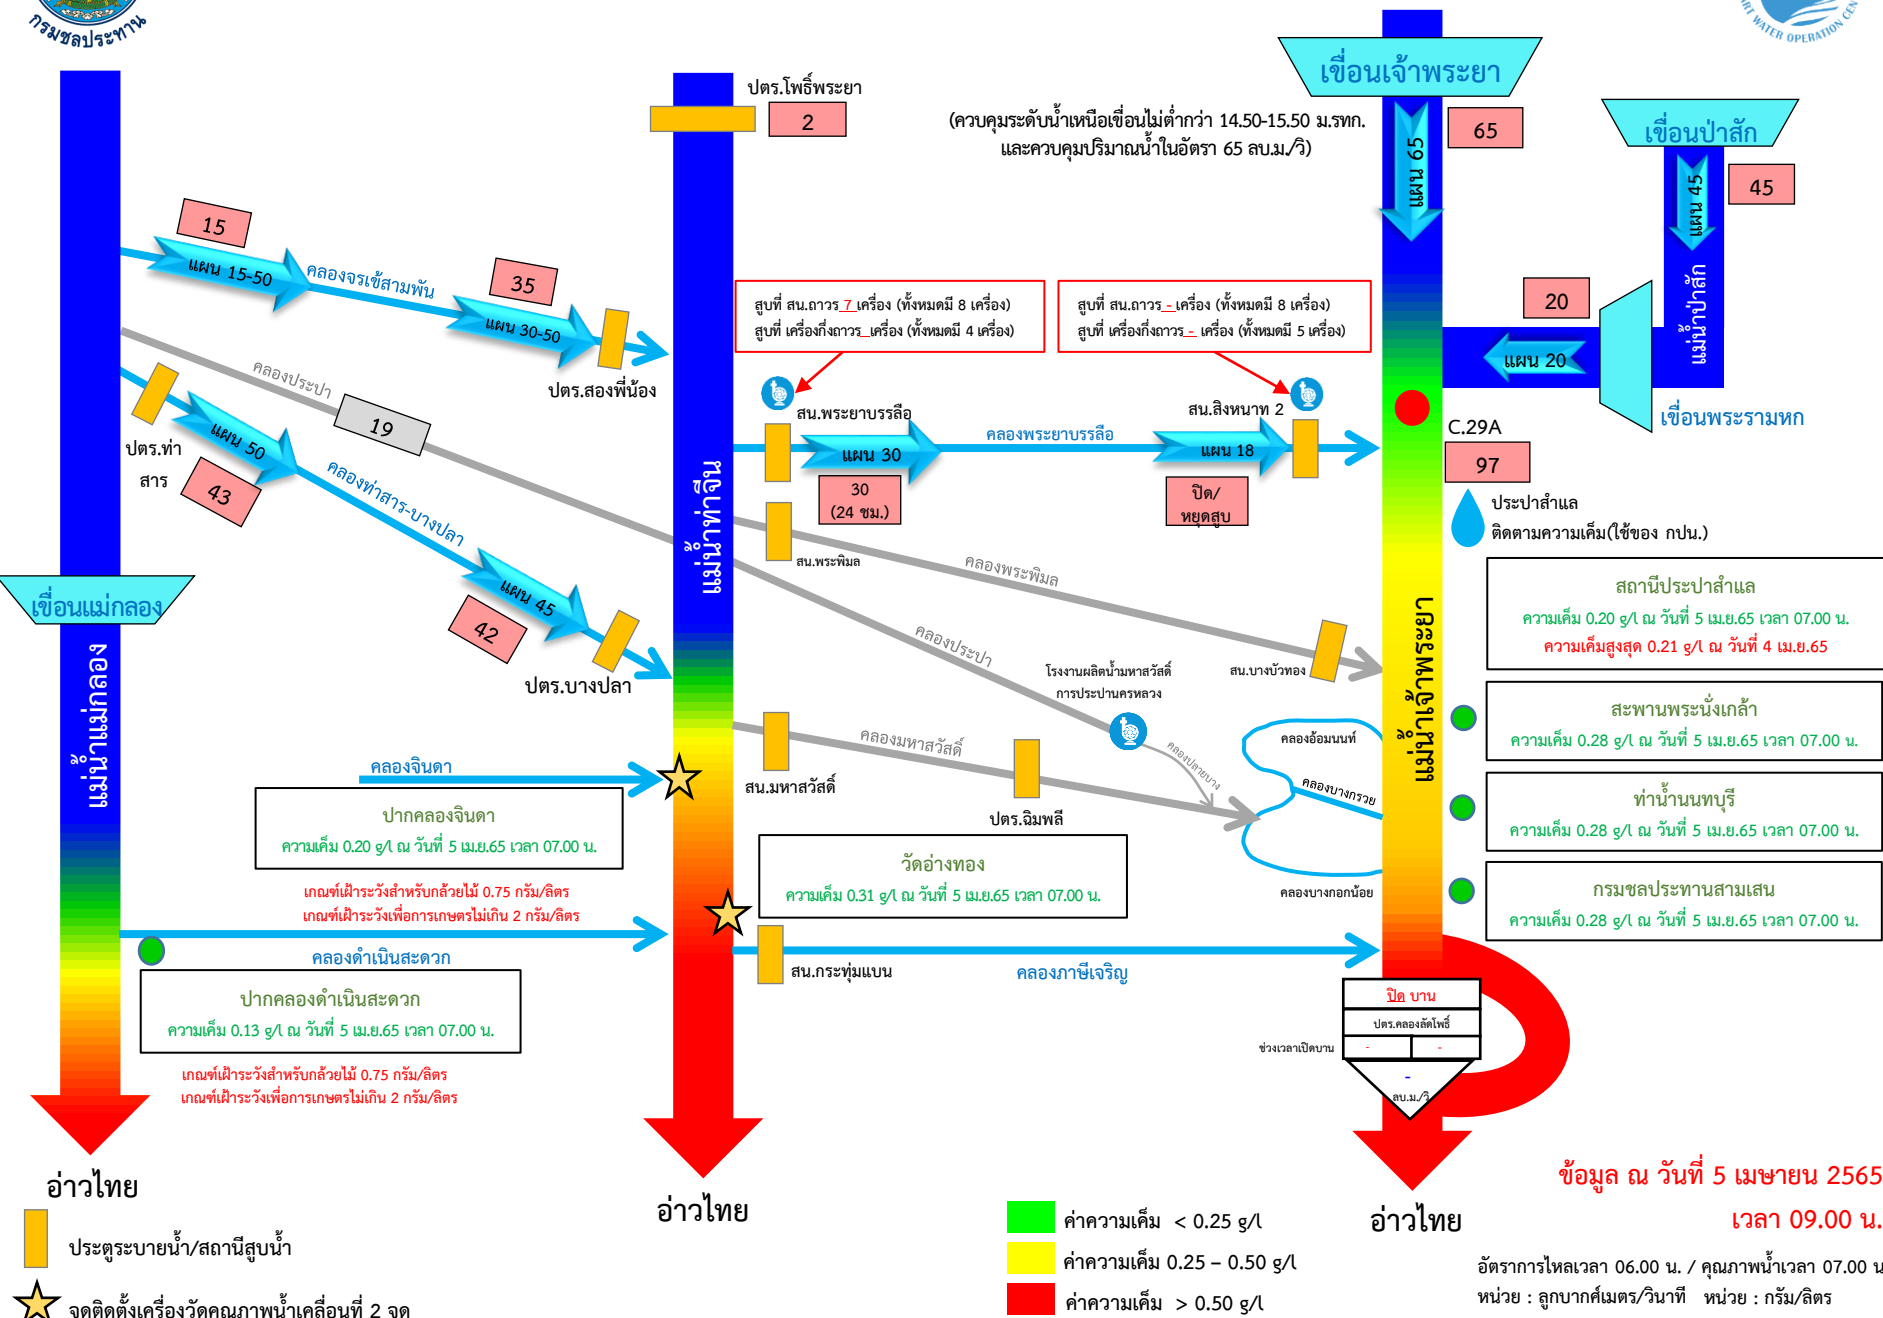 กรมชลประทาน
ART WATER OPERATION CEN
เขื่อนเจ้าพระยา
ปตร.โพธิ์พระยา
2
(ควบคุมระดับน้ำเหนือเขื่อนไม่ต่ำกว่า 14.50-15.50 ม.รทก.
และควบคุมปริมาณน้ำในอัตรา 65 ลบ.ม./วิ)
แผน 65
65
เขื่อนป่าสัก
แผน 45
45
แม่น้ำป่าสัก
15
แผน 15-50
คลองจรเข้สามพัน
35
แผน 30-50
ปตร.สองพี่น้อง
สูบที่ สน.ถาวร 7 เครื่อง (ทั้งหมดมี 8 เครื่อง)
สูบที่ เครื่องกึ่งถาวร_เครื่อง (ทั้งหมดมี 4 เครื่อง)
สูบที่ สน.ถาวร - เครื่อง (ทั้งหมดมี 8 เครื่อง)
สูบที่ เครื่องกึ่งถาวร - เครื่อง (ทั้งหมดมี 5 เครื่อง)
20
แผน 20
เขื่อนพระรามหก
คลองประปา
19
ปตร.ท่า
สาร
แผน 50
43
คลองท่าสาร-บางปลา
แผน 45
42
ปตร.บางปลา
สน.พระยาบรรลือ
แผน 30
30
(24 ชม.)
คลองพระยาบรรลือ
สน.สิงหนาท 2
แผน 18
ปิด/
หยุดสูบ
C.29A
97
ประปาสำแล
ติดตามความเค็ม(ใช้ของ กปน.)
แม่น้ำท่าจีน
สน.พระพิมล
คลองพระพิมล
สน.บางบัวทอง
คลองประปา
โรงงานผลิตน้ำมหาสวัสดิ์
การประปานครหลวง
แม่น้ำเจ้าพระยา
สถานีประปาสำแล
ความเค็ม 0.20 g/l ณ วันที่ 5 เม.ย.65 เวลา 07.00 น.
ความเค็มสูงสุด 0.21 g/l ณ วันที่ 4 เม.ย.65
สะพานพระนั่งเกล้า
ความเค็ม 0.28 g/l ณ วันที่ 5 เม.ย.65 เวลา 07.00 น.
ท่าน้ำนนทบุรี
ความเค็ม 0.28 g/l ณ วันที่ 5 เม.ย.65 เวลา 07.00 น.
กรมชลประทานสามเสน
ความเค็ม 0.28 g/l ณ วันที่ 5 เม.ย.65 เวลา 07.00 น.
เขื่อนแม่กลอง
แม่น้ำแม่กลอง
คลองจินดา
ปากคลองจินดา
ความเค็ม 0.20 g/l ณ วันที่ 5 เม.ย.65 เวลา 07.00 น.
เกณฑ์เฝ้าระวังสำหรับกล้วยไม้ 0.75 กรัม/ลิตร
เกณฑ์เฝ้าระวังเพื่อการเกษตรไม่เกิน 2 กรัม/ลิตร
สน.มหาสวัสดิ์
คลองมหาสวัสดิ์
ปตร.ฉิมพลี
คลองปลายบาง
คลองอ้อมนนท์
คลองบางกรวย
คลองบางกอกน้อย
วัดอ่างทอง
ความเค็ม 0.31 g/l ณ วันที่ 5 เม.ย.65 เวลา 07.00 น.
คลองดำเนินสะดวก
ปากคลองดำเนินสะดวก
ความเค็ม 0.13 g/l ณ วันที่ 5 เม.ย.65 เวลา 07.00 น.
เกณฑ์เฝ้าระวังสำหรับกล้วยไม้ 0.75 กรัม/ลิตร
เกณฑ์เฝ้าระวังเพื่อการเกษตรไม่เกิน 2 กรัม/ลิตร
สน.กระทุ่มแบน
คลองภาษีเจริญ
ปิด บาน
ปตร.คลองลัดโพธิ์
ช่วงเวลาเปิดบาน
-
-
-
ลบ.ม./วิ
อ่าวไทย
อ่าวไทย
อ่าวไทย
ข้อมูล ณ วันที่ 5 เมษายน 2565
เวลา 09.00 น.
อัตราการไหลเวลา 06.00 น. / คุณภาพน้ำเวลา 07.00 น
หน่วย : ลูกบาศก์เมตร/วินาที หน่วย : กรัม/ลิตร
ประตูระบายน้ำ/สถานีสูบน้ำ
จุดติดตั้งเครื่องวัดคุณภาพน้ำเคลื่อนที่ 2 จุด
ค่าความเค็ม < 0.25 g/l
ค่าความเค็ม 0.25 – 0.50 g/l
ค่าความเค็ม > 0.50 g/l